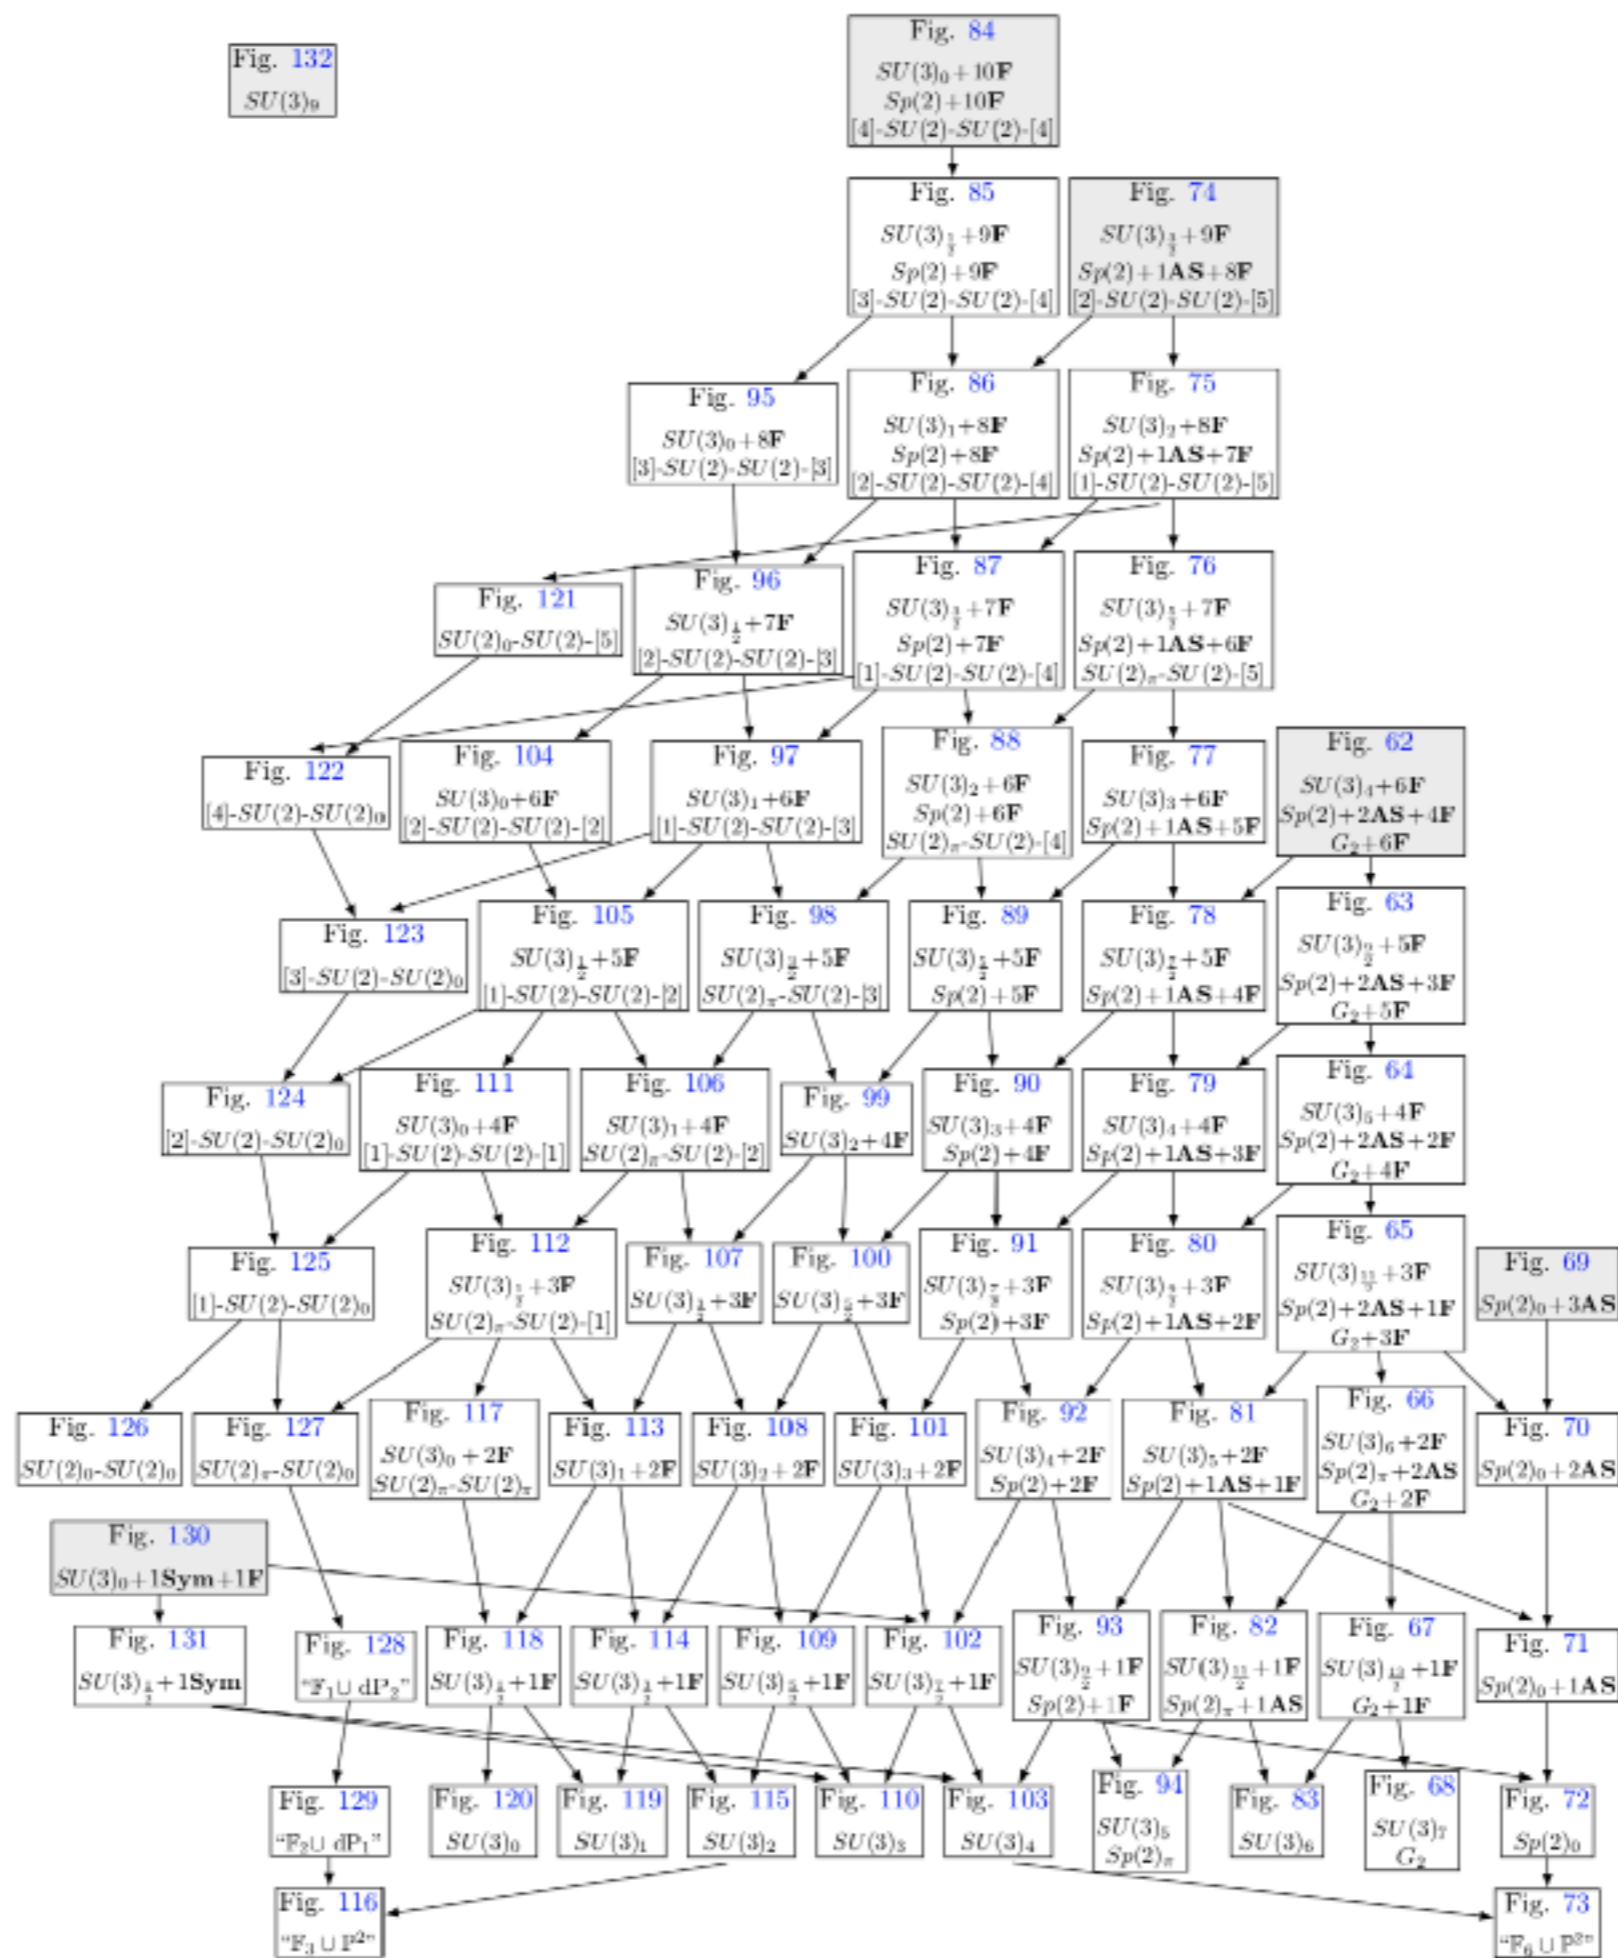 Fig. 132
SU(3)₉
Fig. 84
SU(3)₀+10F
Sp(2)+10F
[4]-SU(2)-SU(2)-[4]
Fig. 85
SU(3)_{1/2}+9F
Sp(2)+9F
[3]-SU(2)-SU(2)-[4]
Fig. 74
SU(3)_{3/2}+9F
Sp(2)+1AS+8F
[2]-SU(2)-SU(2)-[5]
Fig. 95
SU(3)₀+8F
[3]-SU(2)-SU(2)-[3]
Fig. 86
SU(3)₁+8F
Sp(2)+8F
[2]-SU(2)-SU(2)-[4]
Fig. 75
SU(3)₂+8F
Sp(2)+1AS+7F
[1]-SU(2)-SU(2)-[5]
Fig. 121
SU(2)₀-SU(2)-[5]
Fig. 96
SU(3)_{1/2}+7F
[2]-SU(2)-SU(2)-[3]
Fig. 87
SU(3)_{3/2}+7F
Sp(2)+7F
[1]-SU(2)-SU(2)-[4]
Fig. 76
SU(3)_{5/2}+7F
Sp(2)+1AS+6F
SU(2)_π-SU(2)-[5]
Fig. 122
[4]-SU(2)-SU(2)₀
Fig. 104
SU(3)₀+6F
[2]-SU(2)-SU(2)-[2]
Fig. 97
SU(3)₁+6F
[1]-SU(2)-SU(2)-[3]
Fig. 88
SU(3)₂+6F
Sp(2)+6F
SU(2)_π-SU(2)-[4]
Fig. 77
SU(3)₃+6F
Sp(2)+1AS+5F
Fig. 62
SU(3)₄+6F
Sp(2)+2AS+4F
G₂+6F
Fig. 123
[3]-SU(2)-SU(2)₀
Fig. 105
SU(3)_{1/2}+5F
[1]-SU(2)-SU(2)-[2]
Fig. 98
SU(3)_{3/2}+5F
SU(2)_π-SU(2)-[3]
Fig. 89
SU(3)_{5/2}+5F
Sp(2)+5F
Fig. 78
SU(3)_{7/2}+5F
Sp(2)+1AS+4F
Fig. 63
SU(3)_{9/2}+5F
Sp(2)+2AS+3F
G₂+5F
Fig. 124
[2]-SU(2)-SU(2)₀
Fig. 111
SU(3)₀+4F
[1]-SU(2)-SU(2)-[1]
Fig. 106
SU(3)₁+4F
SU(2)_π-SU(2)-[2]
Fig. 99
SU(3)₂+4F
Fig. 90
SU(3)₃+4F
Sp(2)+4F
Fig. 79
SU(3)₄+4F
Sp(2)+1AS+3F
Fig. 64
SU(3)₅+4F
Sp(2)+2AS+2F
G₂+4F
Fig. 125
[1]-SU(2)-SU(2)₀
Fig. 112
SU(3)_{1/2}+3F
SU(2)_π-SU(2)-[1]
Fig. 107
SU(3)_{3/2}+3F
Fig. 100
SU(3)_{5/2}+3F
Fig. 91
SU(3)_{7/2}+3F
Sp(2)+3F
Fig. 80
SU(3)_{9/2}+3F
Sp(2)+1AS+2F
Fig. 65
SU(3)_{11/2}+3F
Sp(2)+2AS+1F
G₂+3F
Fig. 69
Sp(2)₀+3AS
Fig. 126
SU(2)₀-SU(2)₀
Fig. 127
SU(2)_π-SU(2)₀
Fig. 117
SU(3)₀+2F
SU(2)_π-SU(2)_π
Fig. 113
SU(3)₁+2F
Fig. 108
SU(3)₂+2F
Fig. 101
SU(3)₃+2F
Fig. 92
SU(3)₄+2F
Sp(2)+2F
Fig. 81
SU(3)₅+2F
Sp(2)+1AS+1F
Fig. 66
SU(3)₆+2F
Sp(2)_π+2AS
G₂+2F
Fig. 70
Sp(2)₀+2AS
Fig. 130
SU(3)₀+1Sym+1F
Fig. 131
SU(3)_{1/2}+1Sym
Fig. 128
“F₁∪ dP₂”
Fig. 118
SU(3)_{1/2}+1F
Fig. 114
SU(3)_{3/2}+1F
Fig. 109
SU(3)_{5/2}+1F
Fig. 102
SU(3)_{7/2}+1F
Fig. 93
SU(3)_{9/2}+1F
Sp(2)+1F
Fig. 82
SU(3)_{11/2}+1F
Sp(2)_π+1AS
Fig. 67
SU(3)_{13/2}+1F
G₂+1F
Fig. 71
Sp(2)₀+1AS
Fig. 129
“F₂∪ dP₁”
Fig. 120
SU(3)₀
Fig. 119
SU(3)₁
Fig. 115
SU(3)₂
Fig. 110
SU(3)₃
Fig. 103
SU(3)₄
Fig. 94
SU(3)₅
Sp(2)_π
Fig. 83
SU(3)₆
Fig. 68
SU(3)₇
G₂
Fig. 72
Sp(2)₀
Fig. 116
“F₃ ∪ P²”
Fig. 73
“F₆ ∪ P²”